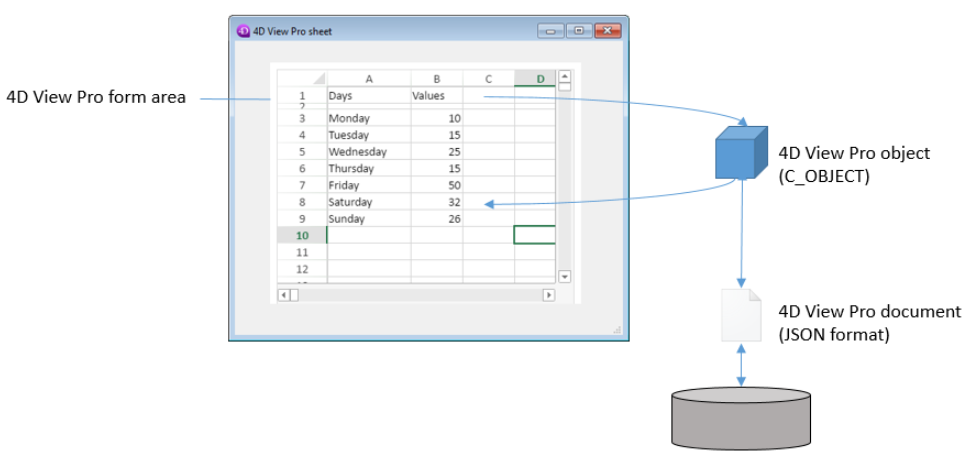 4D View Pro sheet
4D View Pro form area
A B C D
1 Days Values
2
3 Monday 10
4 Tuesday 15
5 Wednesday 25
6 Thursday 15
7 Friday 50
8 Saturday 32
9 Sunday 26
10
11
12
4D View Pro object
(C_OBJECT)
4D View Pro document
(JSON format)